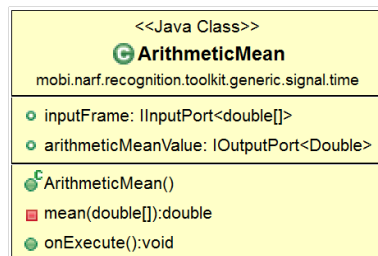 <<Java Class>>
C ArithmeticMean
mobi.narf.recognition.toolkit.generic.signal.time
inputFrame: IInputPort<double[]>
arithmeticMeanValue: IOutputPort<Double>
C ArithmeticMean()
mean(double[]):double
onExecute():void